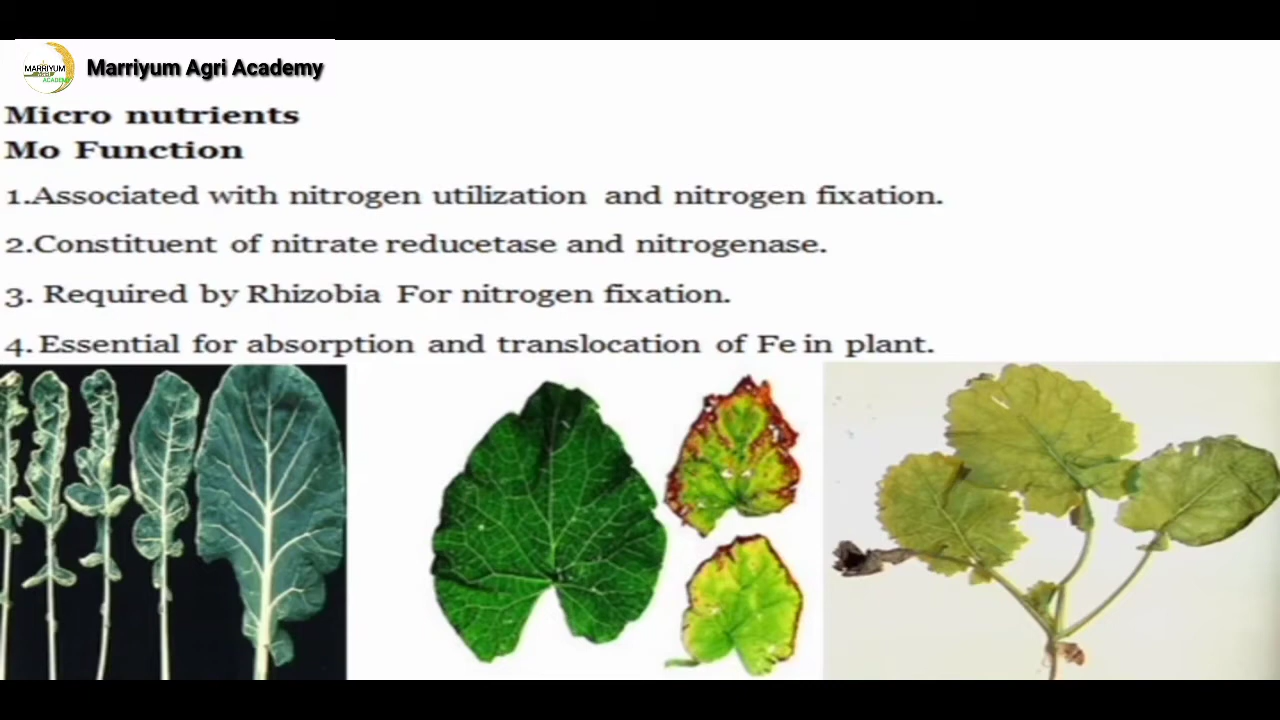 MARRIYUM
ACADEMY
Marriyum Agri Academy
Micro nutrients
Mo Function
1.Associated with nitrogen utilization and nitrogen fixation.
2.Constituent of nitrate reducetase and nitrogenase.
3. Required by Rhizobia For nitrogen fixation.
4. Essential for absorption and translocation of Fe in plant.